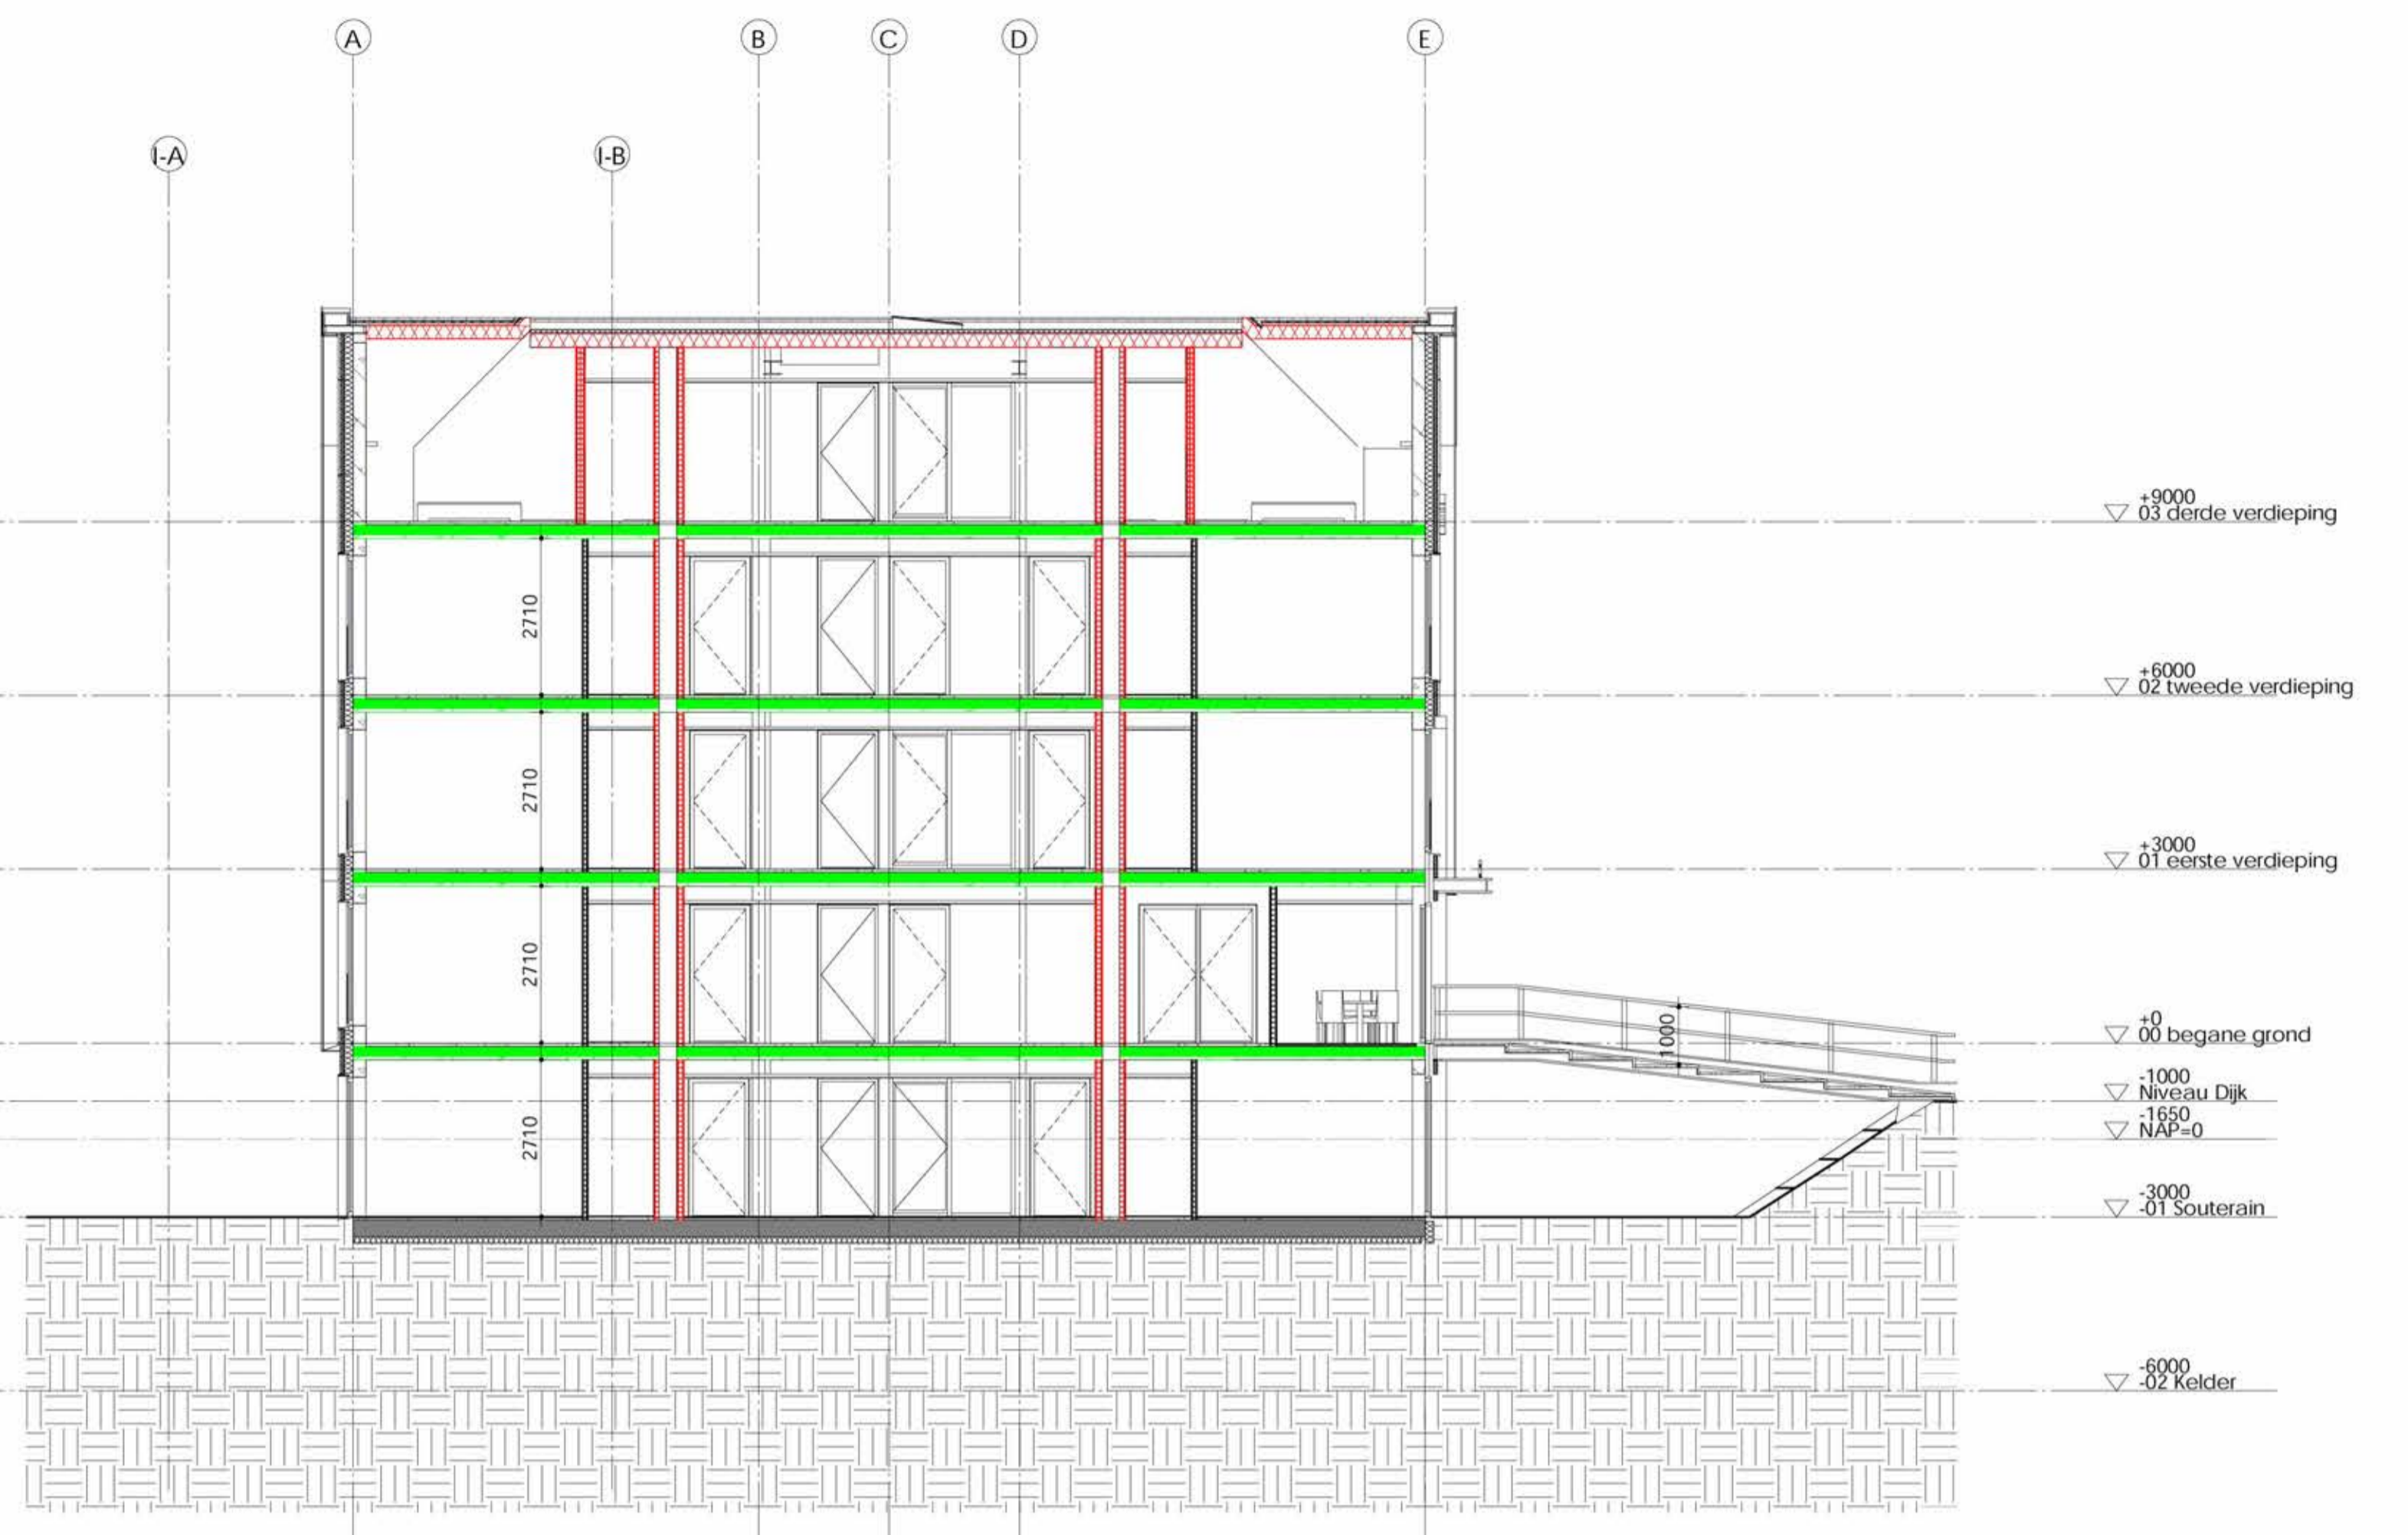 A
B
C
D
E
I-A
I-B
+9000
03 derde verdieping
2710
+6000
02 tweede verdieping
2710
+3000
01 eerste verdieping
2710
1000
+0
00 begane grond
-1000
Niveau Dijk
-1650
NAP=0
2710
-3000
-01 Souterain
-6000
-02 Kelder